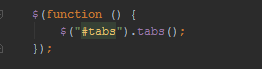 $(function () {
    $("#tabs").tabs();
});